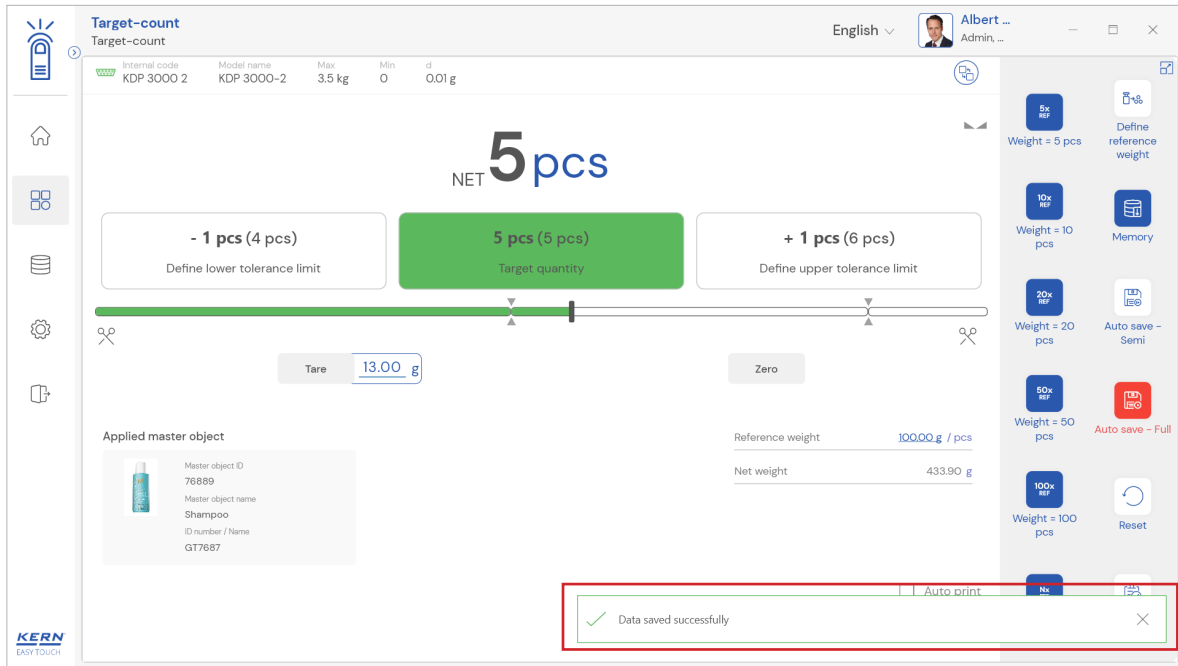 Target-count
Target-count
English
Albert ...
Admin, ...
Internal code
KDP 3000 2
Model name
KDP 3000-2
Max
3.5 kg
Min
0
d
0.01 g
NET 5 pcs
- 1 pcs (4 pcs)
Define lower tolerance limit
5 pcs (5 pcs)
Target quantity
+ 1 pcs (6 pcs)
Define upper tolerance limit
Tare
13.00 g
Zero
Applied master object
Master object ID
76889
Master object name
Shampoo
ID number / Name
GT7687
Reference weight
100.00 g / pcs
Net weight
433.90 g
Auto print
Data saved successfully
5x
REF
Weight = 5 pcs
Define
reference
weight
10x
REF
Weight = 10
pcs
Memory
20x
REF
Weight = 20
pcs
Auto save -
Semi
50x
REF
Weight = 50
pcs
Auto save - Full
100x
REF
Weight = 100
pcs
Reset
Nx
KERN
EASY TOUCH